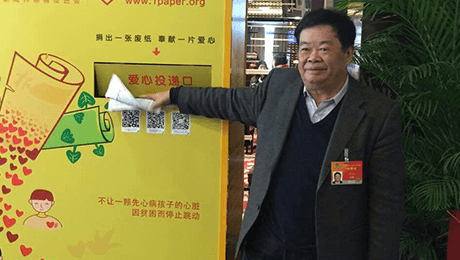 1paper.org
捐出一张废纸 奉献一片爱心
爱心投递口
不让一颗先心病孩子的心脏
因贫困而停止跳动